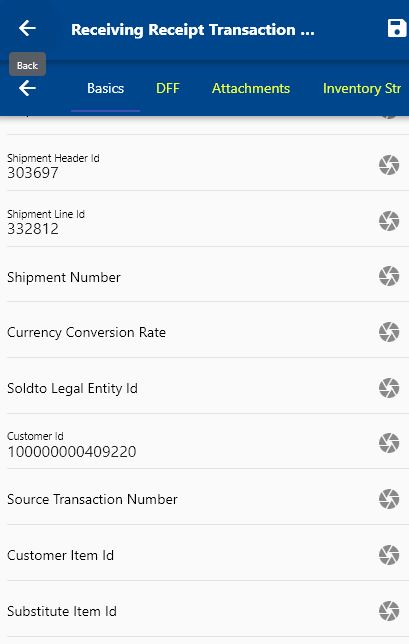 Receiving Receipt Transaction ...
Back
Basics
DFF
Attachments
Inventory Str
Shipment Header Id
303697
Shipment Line Id
332812
Shipment Number
Currency Conversion Rate
Soldto Legal Entity Id
Customer Id
100000000409220
Source Transaction Number
Customer Item Id
Substitute Item Id